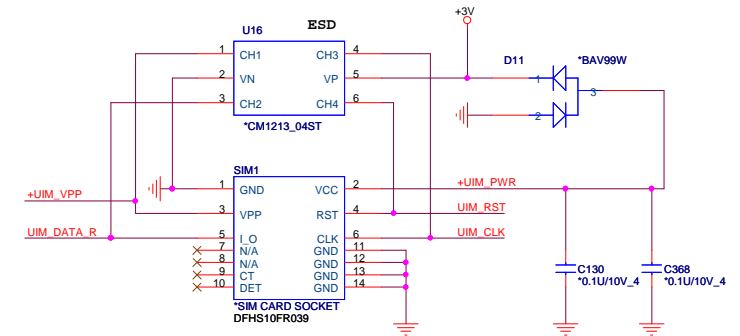 +3V
U16 ESD
1 CH1 CH3 4
2 VN VP 5
3 CH2 CH4 6
*CM1213_04ST
D11 *BAV99W
1
3
2
SIM1
1 GND VCC 2 +UIM_PWR
+UIM_VPP 3 VPP RST 4 UIM_RST
UIM_DATA_R 5 I_O CLK 6 UIM_CLK
7 N/A GND 11
8 N/A GND 12
9 CT GND 13
10 DET GND 14
*SIM CARD SOCKET
DFHS10FR039
C130
*0.1U/10V_4
C368
*0.1U/10V_4